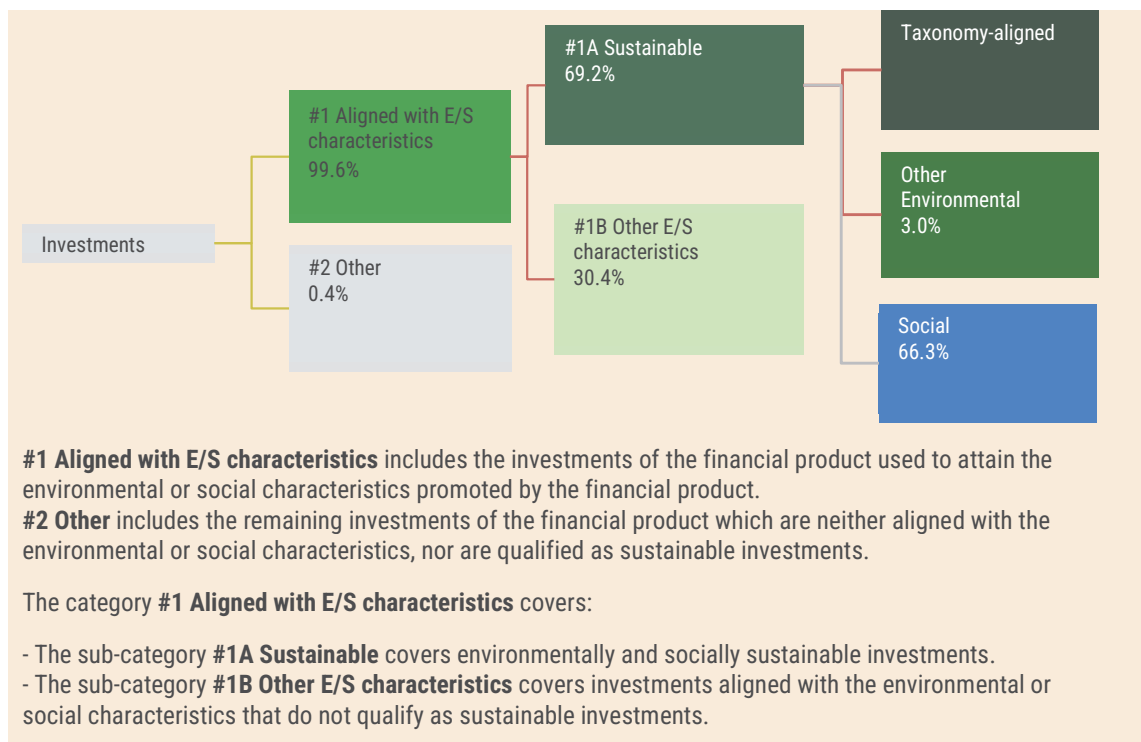 Investments
#1 Aligned with E/S
characteristics
99.6%
#2 Other
0.4%
#1A Sustainable
69.2%
#1B Other E/S
characteristics
30.4%
Taxonomy-aligned
Other
Environmental
3.0%
Social
66.3%
#1 Aligned with E/S characteristics includes the investments of the financial product used to attain the
environmental or social characteristics promoted by the financial product.
#2 Other includes the remaining investments of the financial product which are neither aligned with the
environmental or social characteristics, nor are qualified as sustainable investments.
The category #1 Aligned with E/S characteristics covers:
- The sub-category #1A Sustainable covers environmentally and socially sustainable investments.
- The sub-category #1B Other E/S characteristics covers investments aligned with the environmental or
social characteristics that do not qualify as sustainable investments.